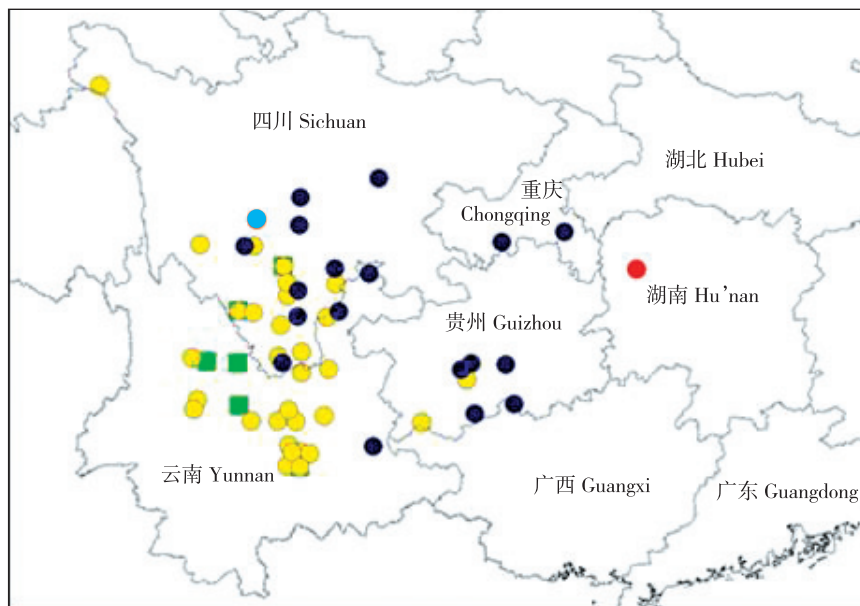 四川 Sichuan
湖北 Hubei
重庆
Chongqing
湖南 Hu'nan
贵州 Guizhou
云南 Yunnan
广西 Guangxi
广东 Guangdong